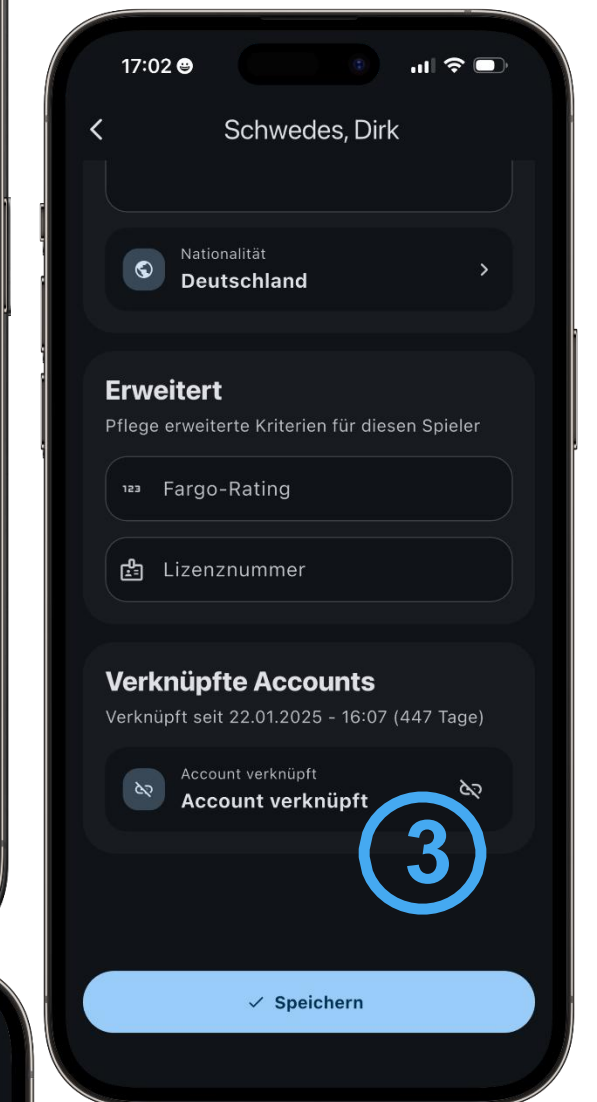 17:02
Schwedes, Dirk
Nationalität
Deutschland
Erweitert
Pflege erweiterte Kriterien für diesen Spieler
123 Fargo-Rating
Lizenznummer
Verknüpfte Accounts
Verknüpft seit 22.01.2025 - 16:07 (447 Tage)
Account verknüpft
Account verknüpft
3
Speichern